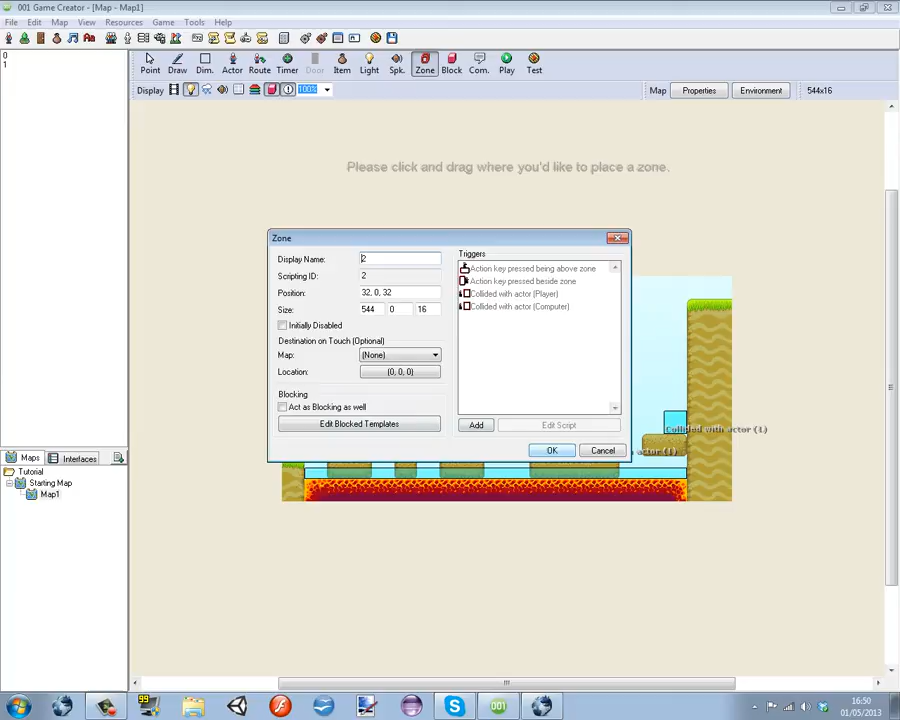 001 Game Creator - [Map - Map1]
File Edit Map View Resources Game Tools Help
0
1
Point Draw Dim. Actor Route Timer Door Item Light Spk. Zone Block Com. Play Test
Display 100% Map Properties Environment 544x16
Please click and drag where you'd like to place a zone.
Zone
Display Name: 2
Scripting ID: 2
Position: 32, 0, 32
Size: 544 0 16
Initially Disabled
Destination on Touch (Optional)
Map: (None)
Location: (0, 0, 0)
Blocking
Act as Blocking as well
Edit Blocked Templates
Triggers
Action key pressed being above zone
Action key pressed beside zone
Collided with actor (Player)
Collided with actor (Computer)
Add Edit Script
OK Cancel
Collided with actor (1)
actor (1)
Maps Interfaces
Tutorial
Starting Map
Map1
99
001
16:50
01/05/2013